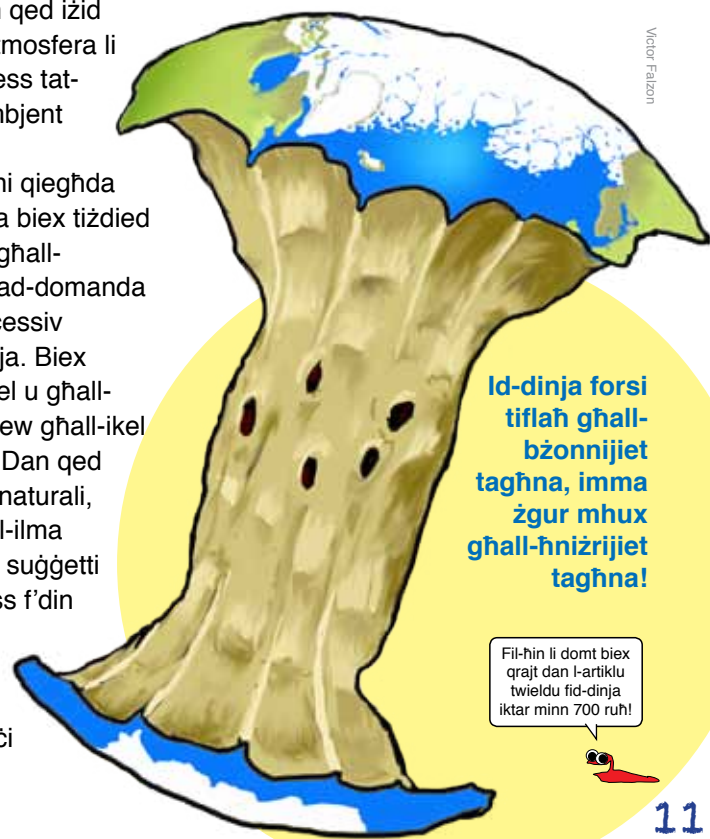 qed iżid
tmosfera li
ess tat-
mbjent
ni qiegħda
a biex tiżdied
għall-
ad-domanda
cessiv
ja. Biex
el u għall-
ew għall-ikel
Dan qed
naturali,
l-ilma
suġġetti
ss f'din
ċi
Victor Falzon
Id-dinja forsi
tiflaħ għall-
bżonnijiet
tagħna, imma
żgur mhux
għall-ħniżrijiet
tagħna!
Fil-ħin li domt biex
qrajt dan l-artiklu
twieldu fid-dinja
iktar minn 700 ruħ!
11